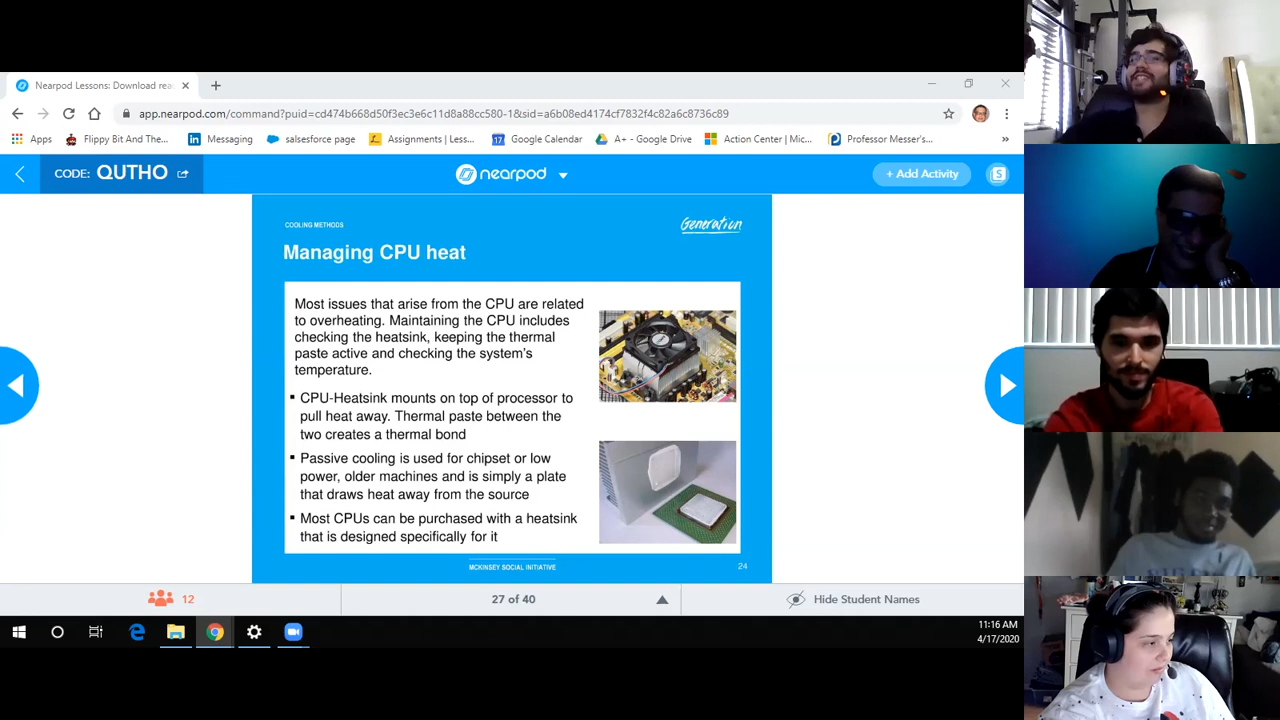 Nearpod Lessons: Download rea
app.nearpod.com/command?puid=cd474b668d50f3ec3e6c11d8a88cc580-1&sid=a6b08ed4174cf7832f4c82a6c8736c89
Apps Flippy Bit And The... Messaging salsesforce page Assignments | Less... Google Calendar A+ - Google Drive Action Center | Mic... Professor Messer's... »
CODE: QUTHO nearpod + Add Activity S
COOLING METHODS Generation
Managing CPU heat
Most issues that arise from the CPU are related
to overheating. Maintaining the CPU includes
checking the heatsink, keeping the thermal
paste active and checking the system's
temperature.
▪ CPU-Heatsink mounts on top of processor to
pull heat away. Thermal paste between the
two creates a thermal bond
▪ Passive cooling is used for chipset or low
power, older machines and is simply a plate
that draws heat away from the source
▪ Most CPUs can be purchased with a heatsink
that is designed specifically for it
MCKINSEY SOCIAL INITIATIVE 24
12 27 of 40 Hide Student Names
11:16 AM
4/17/2020